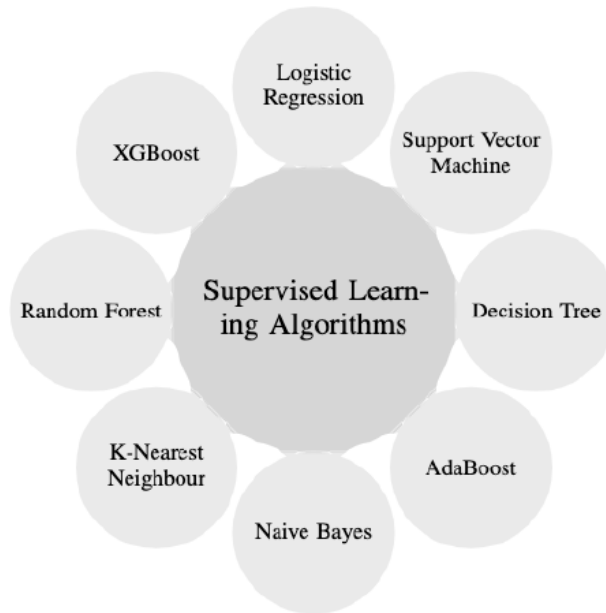 Logistic
Regression
XGBoost
Support Vector
Machine
Supervised Learn-
ing Algorithms
Random Forest
Decision Tree
K-Nearest
Neighbour
AdaBoost
Naive Bayes